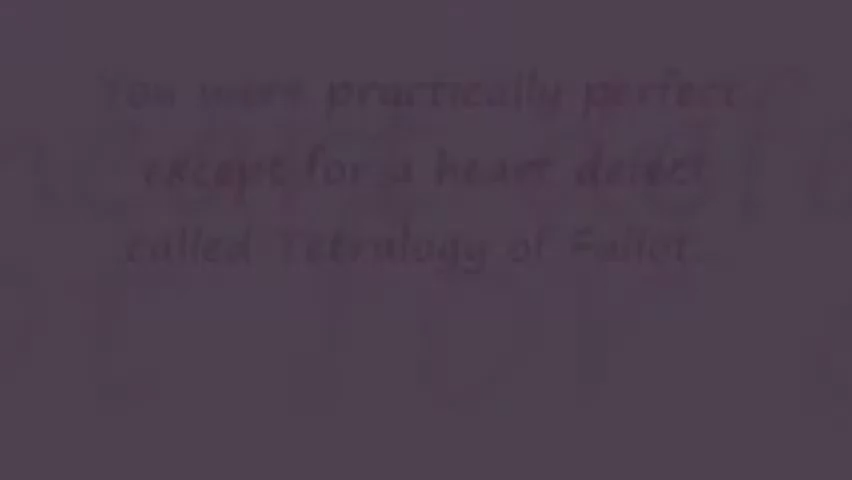 You were practically perfect
except for a heart defect
called Tetralogy of Fallot...